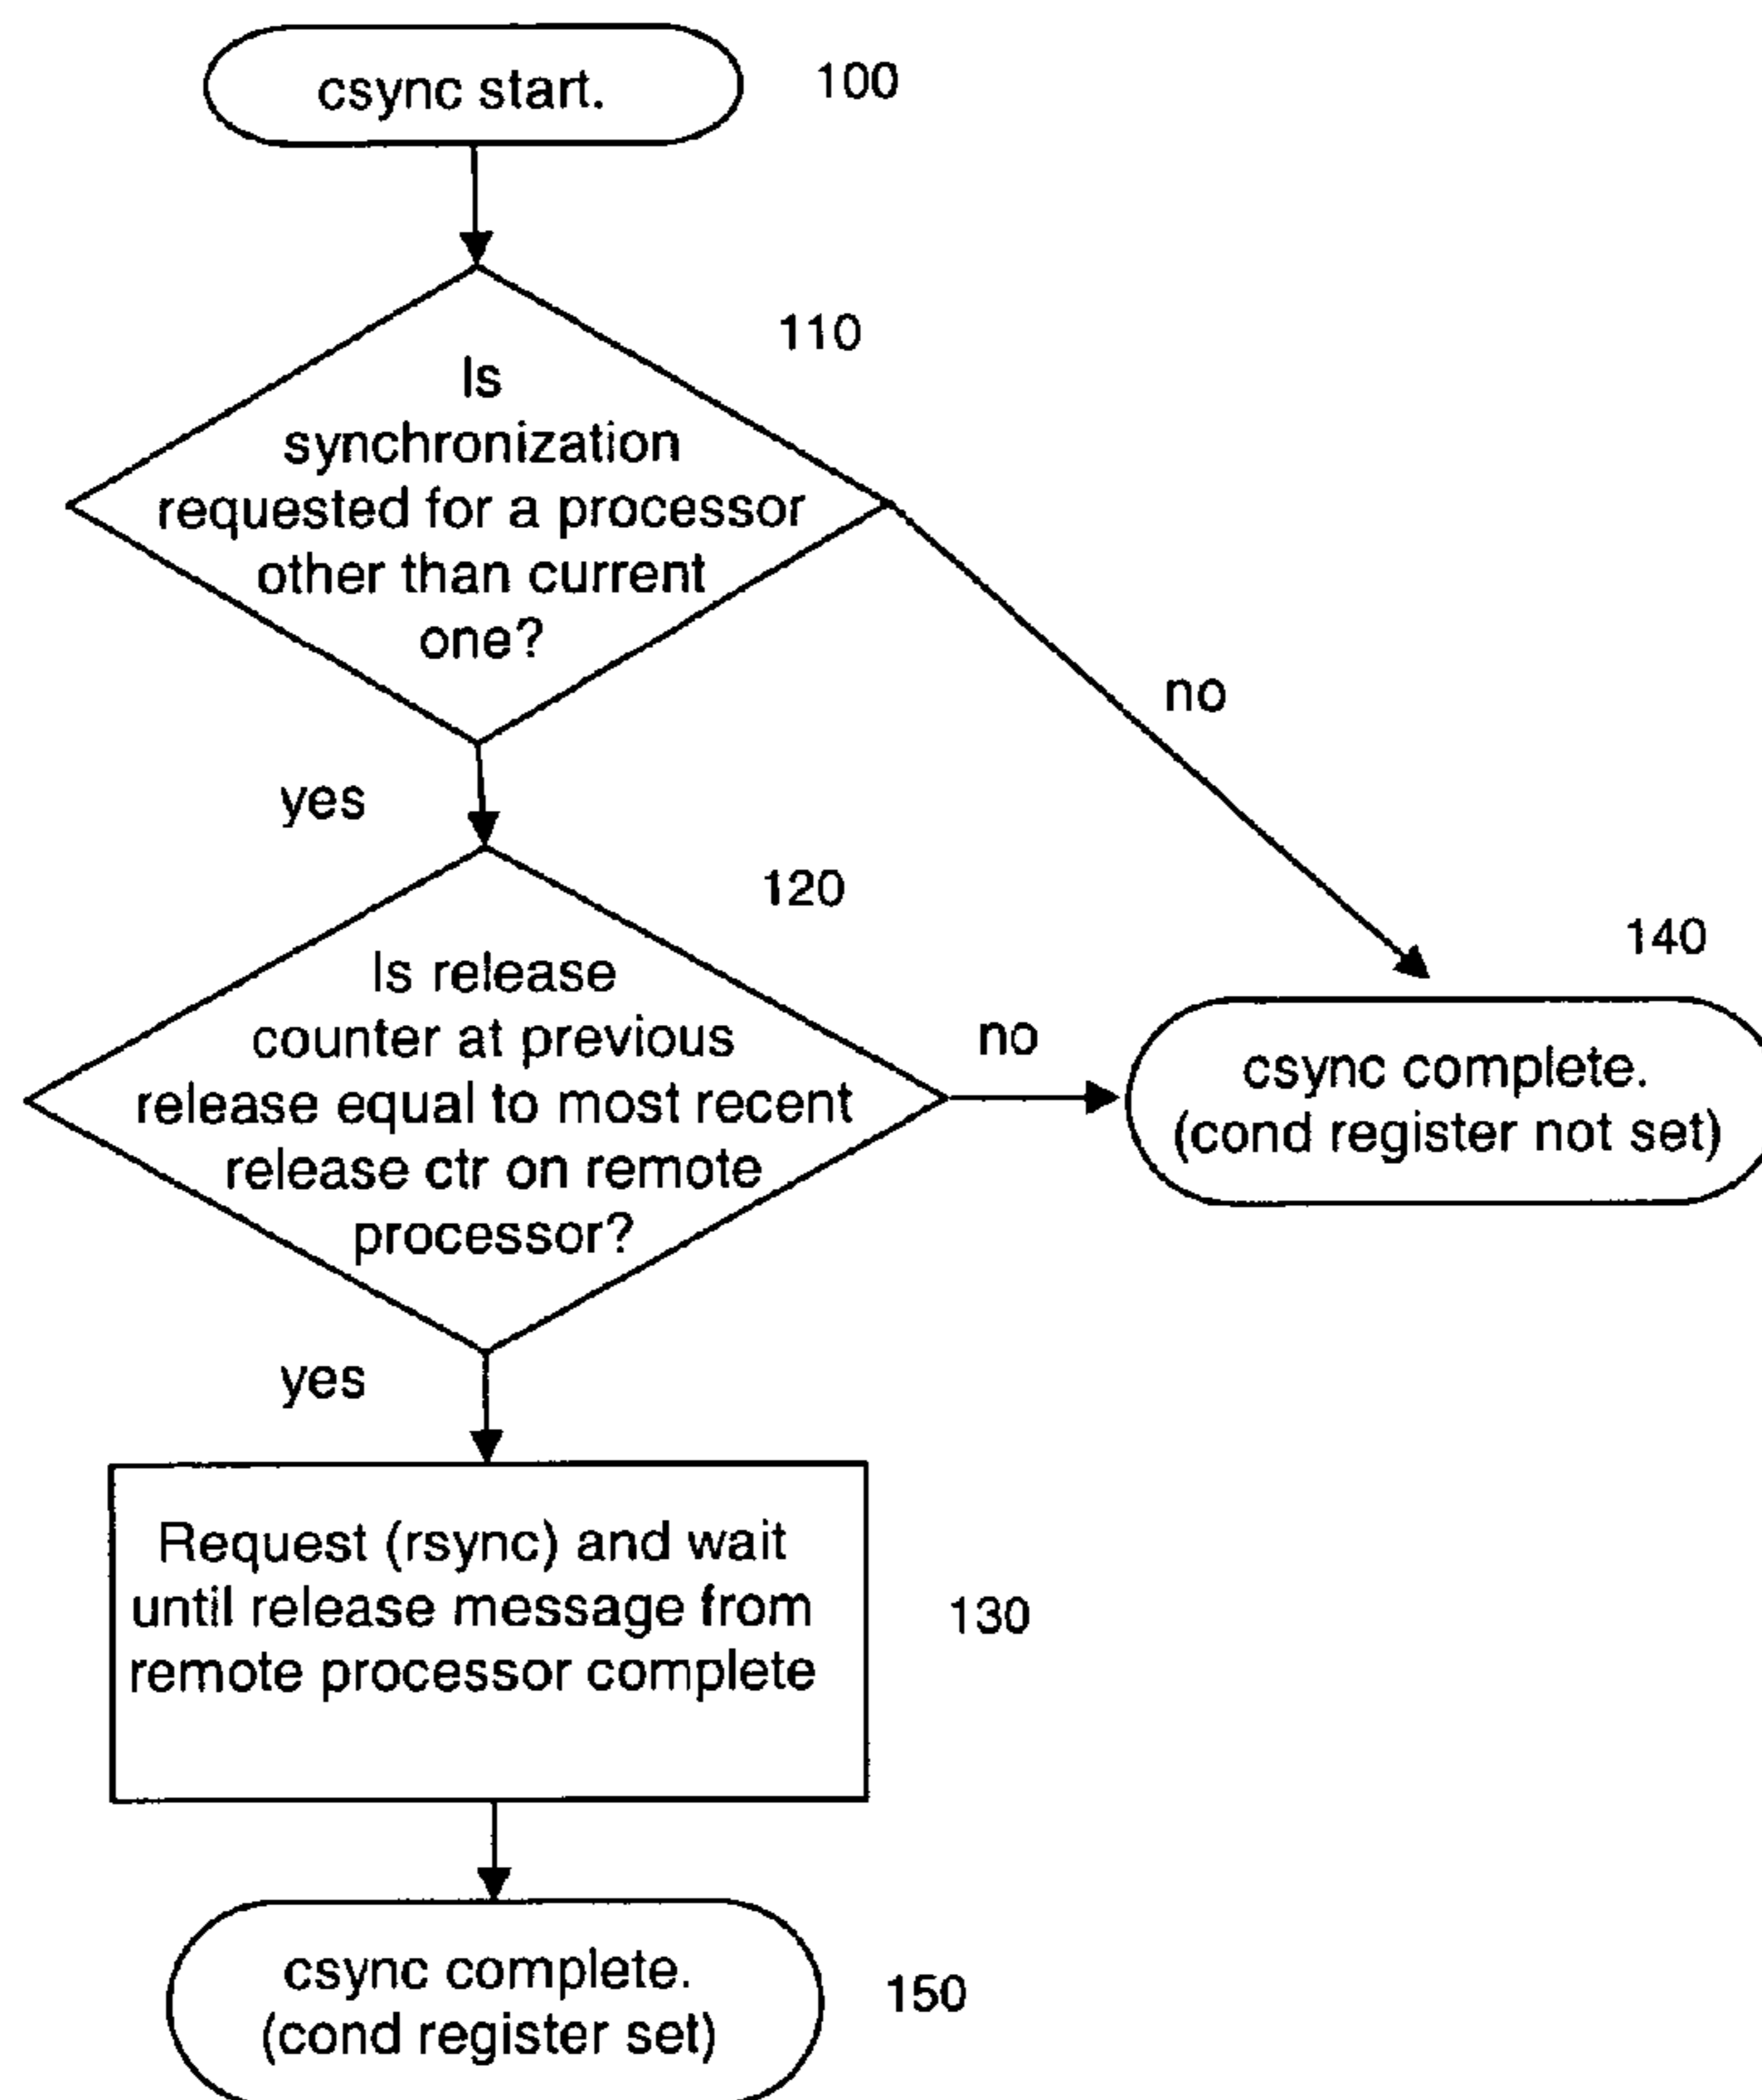 csync start.
100
110
Is
synchronization
requested for a processor
other than current
one?
no
yes
120
140
Is release
counter at previous
release equal to most recent
release ctr on remote
processor?
no
csync complete.
(cond register not set)
yes
Request (rsync) and wait
until release message from
remote processor complete
130
csync complete.
(cond register set)
150